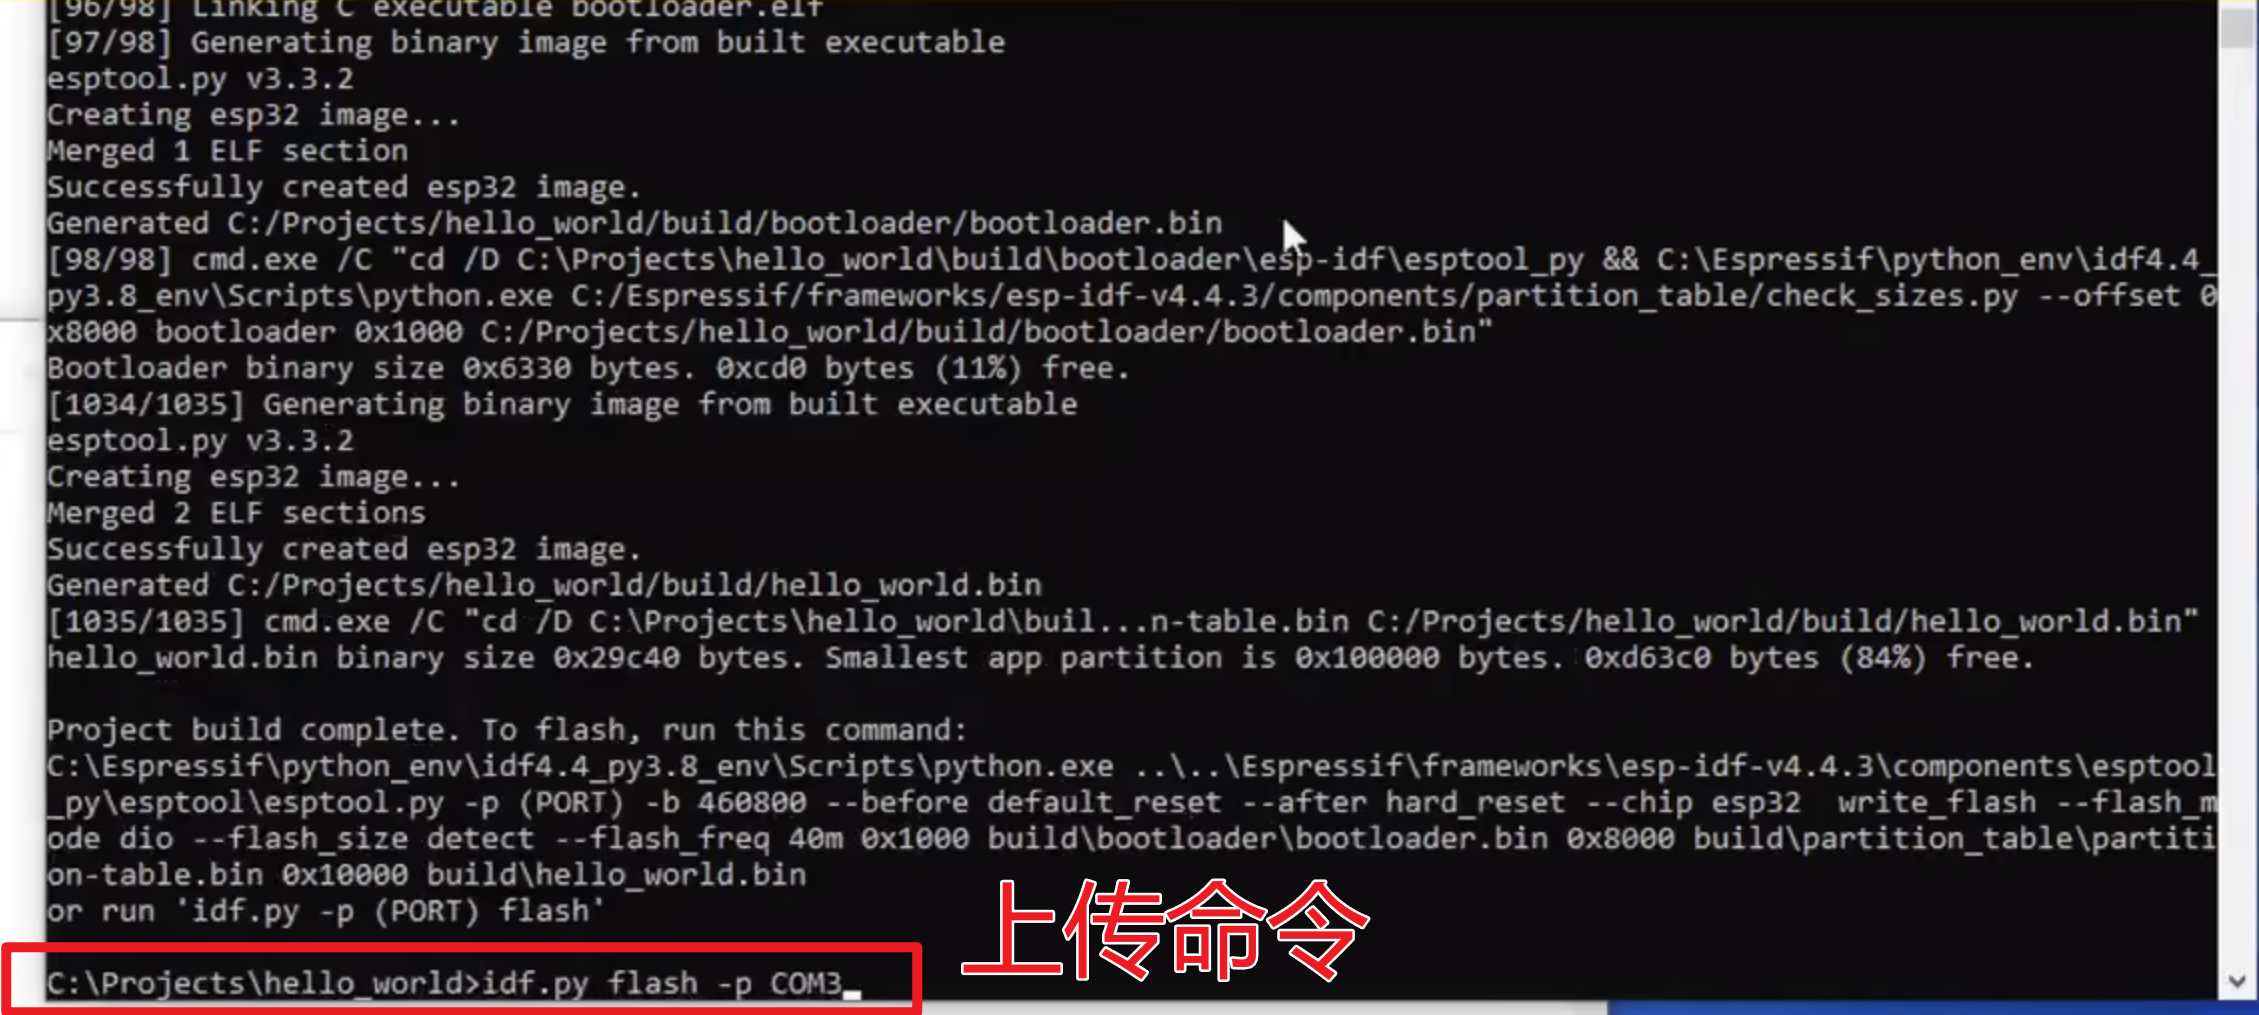 [96/98] Linking C executable bootloader.elf
[97/98] Generating binary image from built executable
esptool.py v3.3.2
Creating esp32 image...
Merged 1 ELF section
Successfully created esp32 image.
Generated C:/Projects/hello_world/build/bootloader/bootloader.bin
[98/98] cmd.exe /C "cd /D C:\Projects\hello_world\build\bootloader\esp-idf\esptool_py && C:\Espressif\python_env\idf4.4_
py3.8_env\Scripts\python.exe C:/Espressif/frameworks/esp-idf-v4.4.3/components/partition_table/check_sizes.py --offset 0
x8000 bootloader 0x1000 C:/Projects/hello_world/build/bootloader/bootloader.bin"
Bootloader binary size 0x6330 bytes. 0xcd0 bytes (11%) free.
[1034/1035] Generating binary image from built executable
esptool.py v3.3.2
Creating esp32 image...
Merged 2 ELF sections
Successfully created esp32 image.
Generated C:/Projects/hello_world/build/hello_world.bin
[1035/1035] cmd.exe /C "cd /D C:\Projects\hello_world\buil...n-table.bin C:/Projects/hello_world/build/hello_world.bin"
hello_world.bin binary size 0x29c40 bytes. Smallest app partition is 0x100000 bytes. 0xd63c0 bytes (84%) free.
Project build complete. To flash, run this command:
C:\Espressif\python_env\idf4.4_py3.8_env\Scripts\python.exe ..\..\Espressif\frameworks\esp-idf-v4.4.3\components\esptool
_py\esptool\esptool.py -p (PORT) -b 460800 --before default_reset --after hard_reset --chip esp32  write_flash --flash_m
ode dio --flash_size detect --flash_freq 40m 0x1000 build\bootloader\bootloader.bin 0x8000 build\partition_table\partiti
on-table.bin 0x10000 build\hello_world.bin
or run 'idf.py -p (PORT) flash'
上传命令
C:\Projects\hello_world>idf.py flash -p COM3